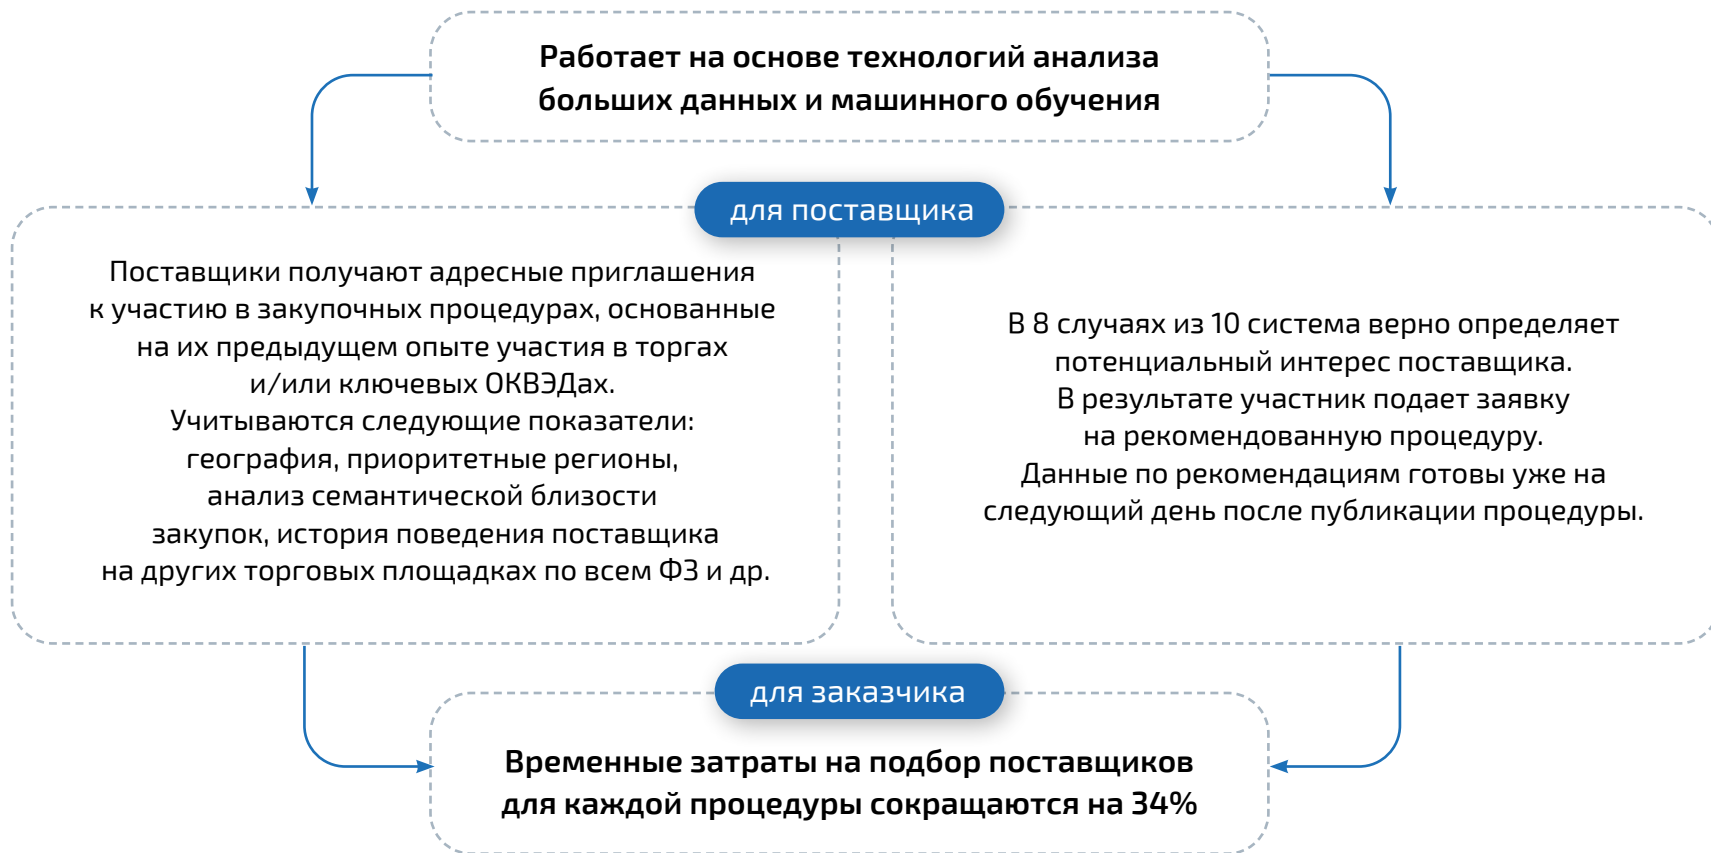 Работает на основе технологий анализа
больших данных и машинного обучения
для поставщика
Поставщики получают адресные приглашения
к участию в закупочных процедурах, основанные
на их предыдущем опыте участия в торгах
и/или ключевых ОКВЭДах.
Учитываются следующие показатели:
география, приоритетные регионы,
анализ семантической близости
закупок, история поведения поставщика
на других торговых площадках по всем ФЗ и др.
В 8 случаях из 10 система верно определяет
потенциальный интерес поставщика.
В результате участник подает заявку
на рекомендованную процедуру.
Данные по рекомендациям готовы уже на
следующий день после публикации процедуры.
для заказчика
Временные затраты на подбор поставщиков
для каждой процедуры сокращаются на 34%